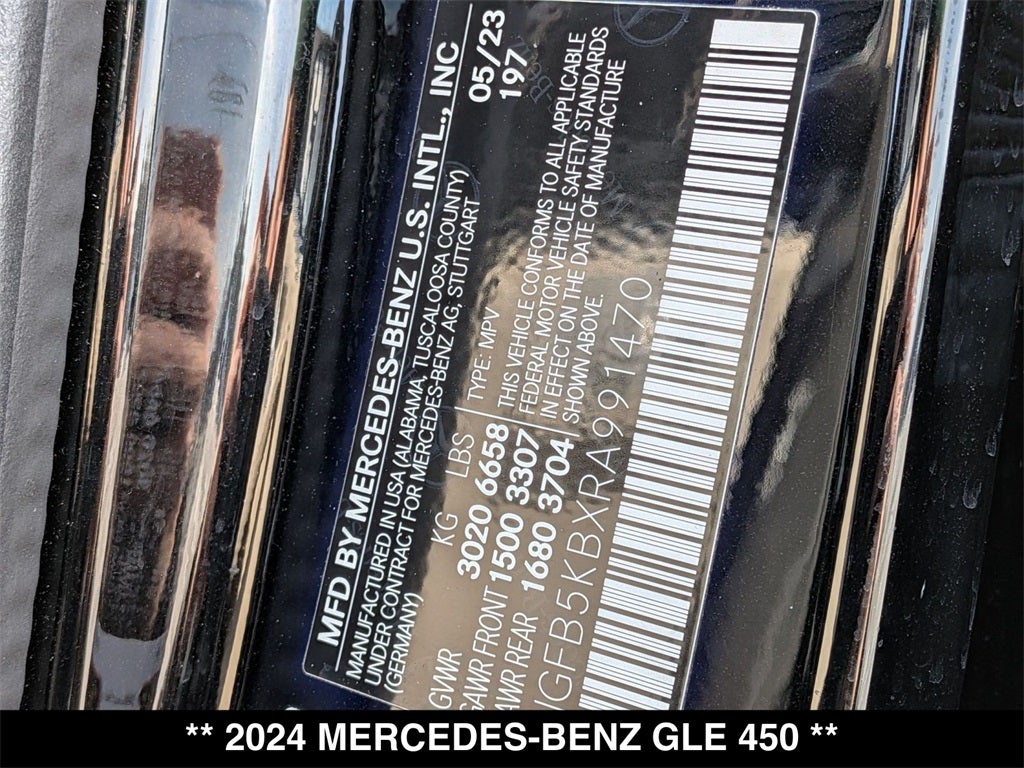 MFD BY MERCEDES-BENZ U.S. INTL., INC
MANUFACTURED IN USA (ALABAMA, TUSCALOOSA COUNTY)
UNDER CONTRACT FOR MERCEDES-BENZ AG, STUTTGART
(GERMANY)
05/23
197
KG LBS TYPE: MPV
GVWR 3020 6658
GAWR FRONT 1500 3307
AWR REAR 1680 3704
THIS VEHICLE CONFORMS TO ALL APPLICABLE
FEDERAL MOTOR VEHICLE SAFETY STANDARDS
IN EFFECT ON THE DATE OF MANUFACTURE
SHOWN ABOVE.
JGFB5KBXRA991470
** 2024 MERCEDES-BENZ GLE 450 **